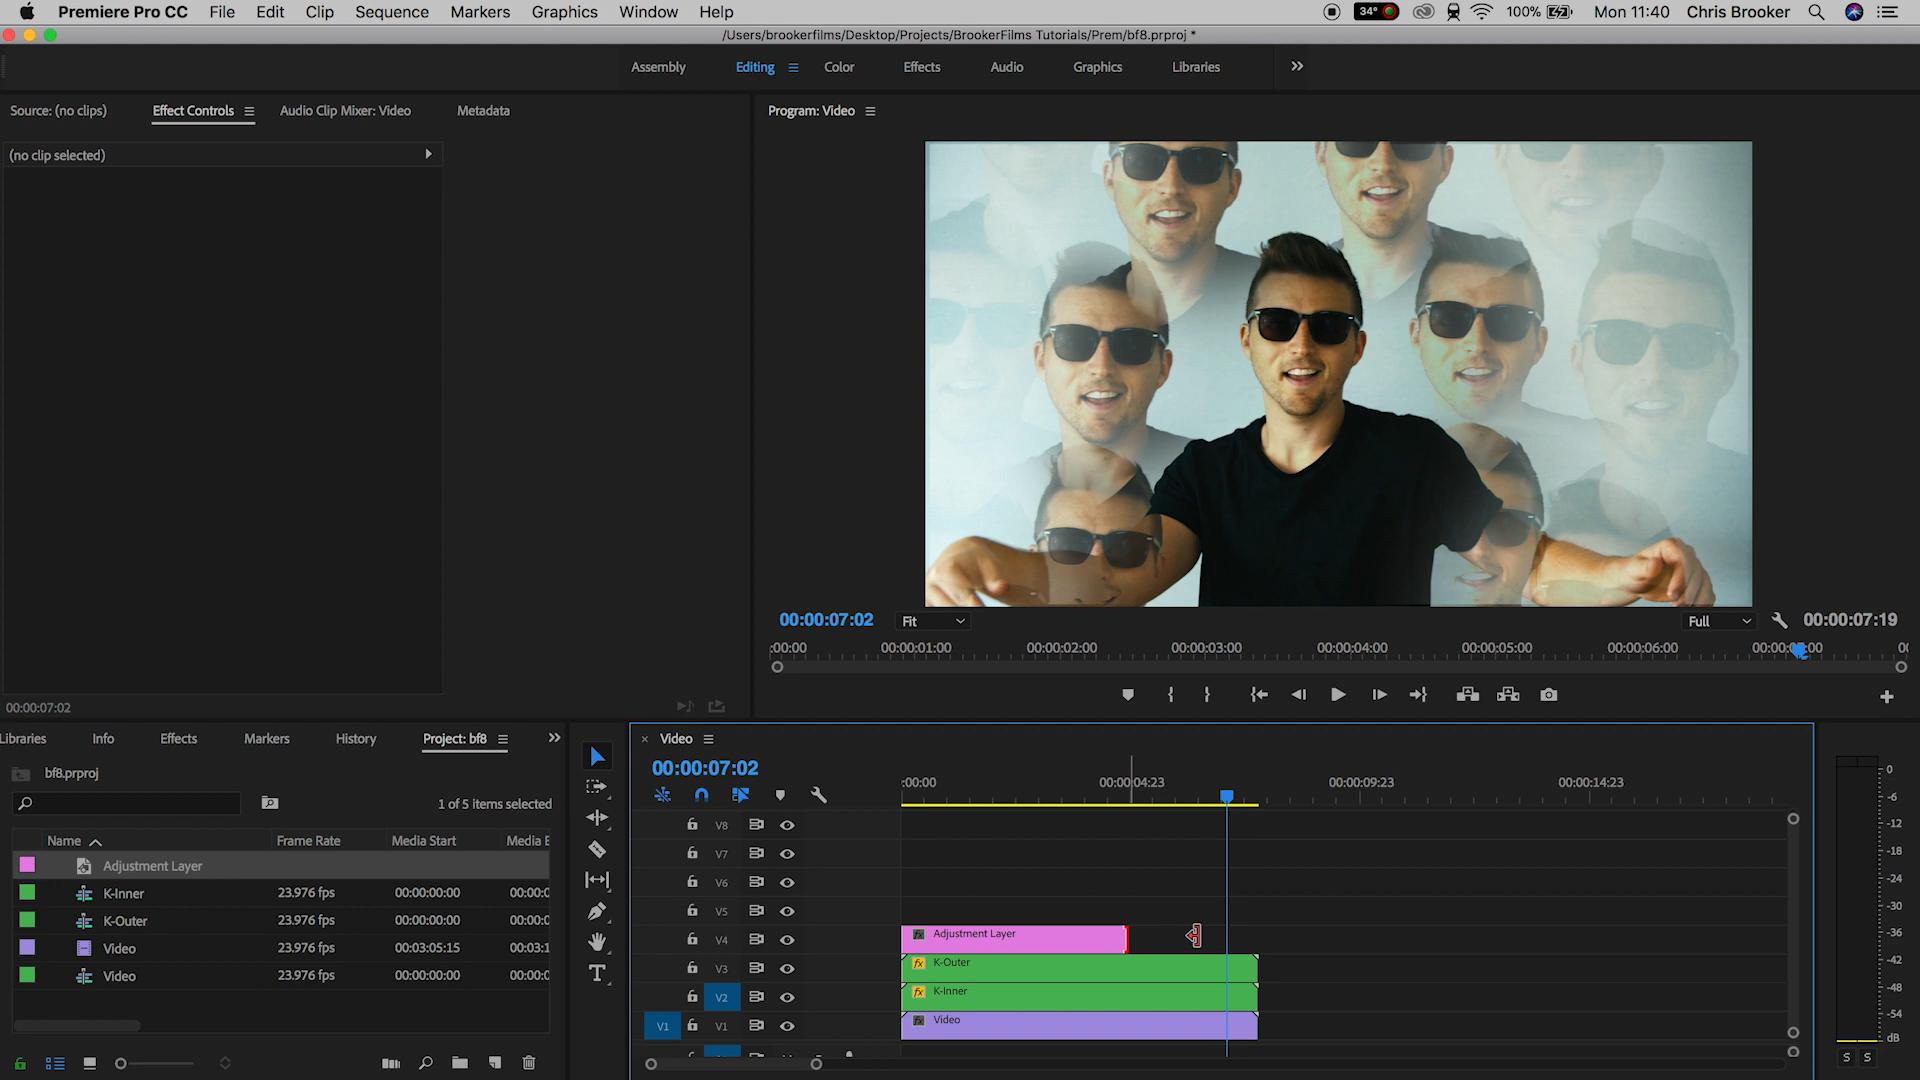 Premiere Pro CC File Edit Clip Sequence Markers Graphics Window Help 34° 100% Mon 11:40 Chris Brooker
/Users/brookerfilms/Desktop/Projects/BrookerFilms Tutorials/Prem/bf8.prproj *
Assembly Editing Color Effects Audio Graphics Libraries
Source: (no clips) Effect Controls Audio Clip Mixer: Video Metadata
Program: Video
(no clip selected)
00:00:07:02 Fit Full 00:00:07:19
:00:00 00:00:01:00 00:00:02:00 00:00:03:00 00:00:04:00 00:00:05:00 00:00:06:00
00:00:07:02
Libraries Info Effects Markers History Project: bf8
bf8.prproj
1 of 5 items selected
Name Frame Rate Media Start Media E
Adjustment Layer
K-Inner 23.976 fps 00:00:00:00 00:00:0
K-Outer 23.976 fps 00:00:00:00 00:00:0
Video 23.976 fps 00:03:05:15 00:03:1
Video 23.976 fps 00:00:00:00 00:00:0
Video
00:00:07:02
:00:00 00:00:04:23 00:00:09:23 00:00:14:23
V8
V7
V6
V5
V4 fx Adjustment Layer
V3 fx K-Outer
V2 fx K-Inner
V1 V1 fx Video
0
-6
-12
-18
-24
-30
-36
-42
-48
-54
dB
S S